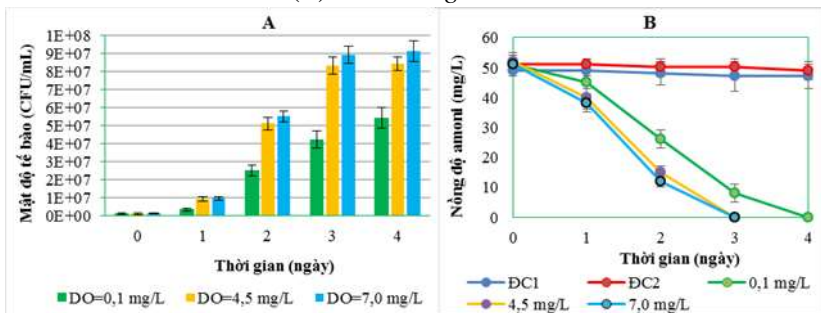 A
Mật độ tế bào (CFU/mL)
1E+08
9E+07
8E+07
7E+07
6E+07
5E+07
4E+07
3E+07
2E+07
1E+07
0E+00
0 1 2 3 4
Thời gian (ngày)
DO=0,1 mg/L DO=4,5 mg/L DO=7,0 mg/L
B
Nồng độ amoni (mg/L)
60
50
40
30
20
10
0
0 1 2 3 4
Thời gian (ngày)
ĐC1 ĐC2 0,1 mg/L
4,5 mg/L 7,0 mg/L